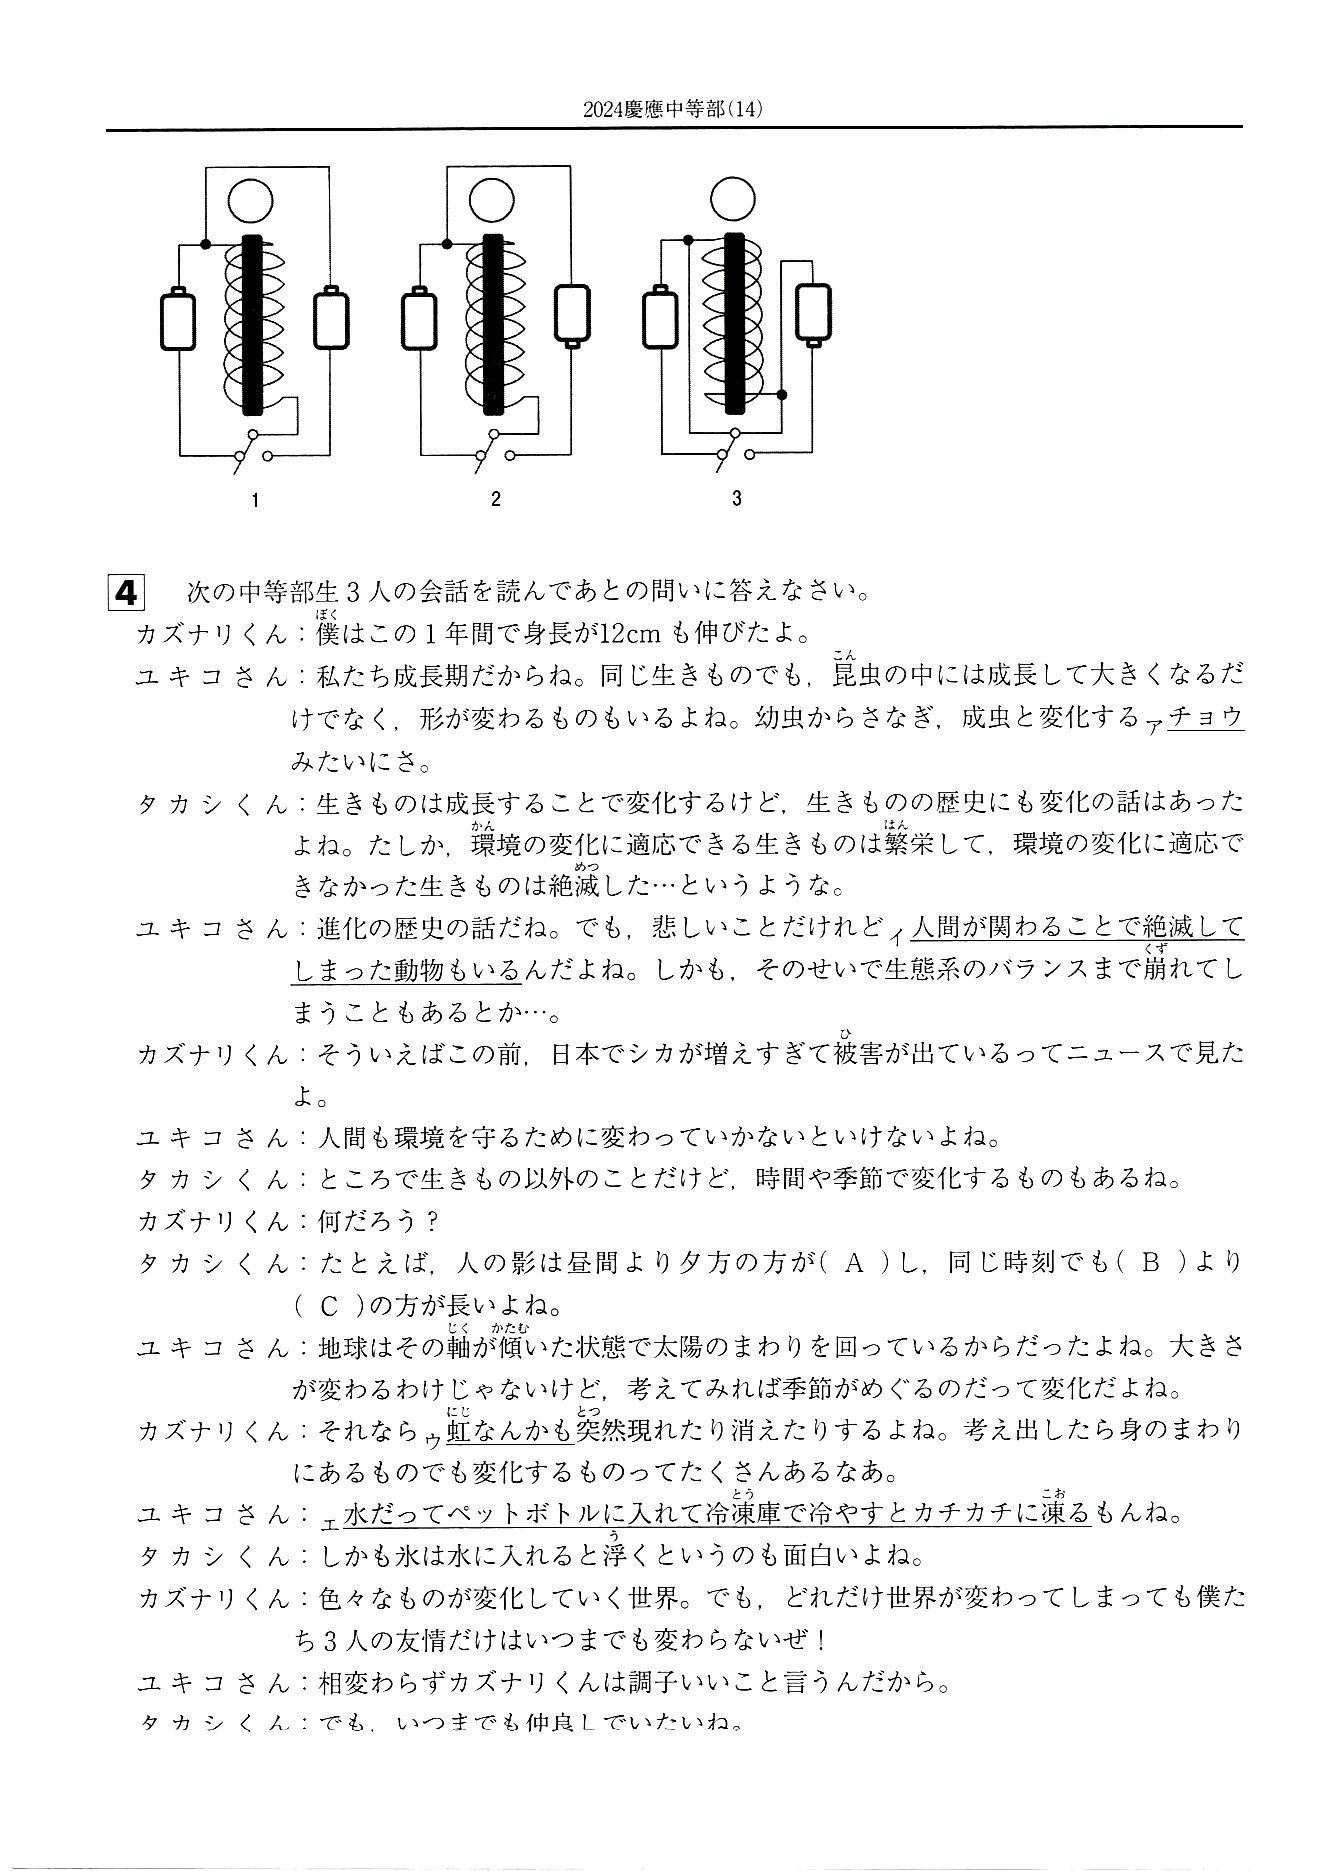 2024慶應中等部(14)
1
2
3
4 次の中等部生3人の会話を読んであとの問いに答えなさい。
カズナリくん：僕はこの1年間で身長が12cmも伸びたよ。
ユキコさん：私たち成長期だからね。同じ生きものでも，昆虫の中には成長して大きくなるだ
けでなく，形が変わるものもいるよね。幼虫からさなぎ，成虫と変化するアチョウ
みたいにさ。
タカシくん：生きものは成長することで変化するけど，生きものの歴史にも変化の話はあった
よね。たしか，環境の変化に適応できる生きものは繁栄して，環境の変化に適応で
きなかった生きものは絶滅した…というような。
ユキコさん：進化の歴史の話だね。でも，悲しいことだけれどイ人間が関わることで絶滅して
しまった動物もいるんだよね。しかも，そのせいで生態系のバランスまで崩れてし
まうこともあるとか…。
カズナリくん：そういえばこの前，日本でシカが増えすぎて被害が出ているってニュースで見た
よ。
ユキコさん：人間も環境を守るために変わっていかないといけないよね。
タカシくん：ところで生きもの以外のことだけど，時間や季節で変化するものもあるね。
カズナリくん：何だろう？
タカシくん：たとえば，人の影は昼間より夕方の方が( A )し，同じ時刻でも( B )より
( C )の方が長いよね。
ユキコさん：地球はその軸が傾いた状態で太陽のまわりを回っているからだったよね。大きさ
が変わるわけじゃないけど，考えてみれば季節がめぐるのだって変化だよね。
カズナリくん：それならウ虹なんかも突然現れたり消えたりするよね。考え出したら身のまわり
にあるものでも変化するものってたくさんあるなあ。
ユキコさん：エ水だってペットボトルに入れて冷凍庫で冷やすとカチカチに凍るもんね。
タカシくん：しかも氷は水に入れると浮くというのも面白いよね。
カズナリくん：色々なものが変化していく世界。でも，どれだけ世界が変わってしまっても僕た
ち3人の友情だけはいつまでも変わらないぜ！
ユキコさん：相変わらずカズナリくんは調子いいこと言うんだから。
タカシくん：でも，いつまでも仲良しでいたいね。